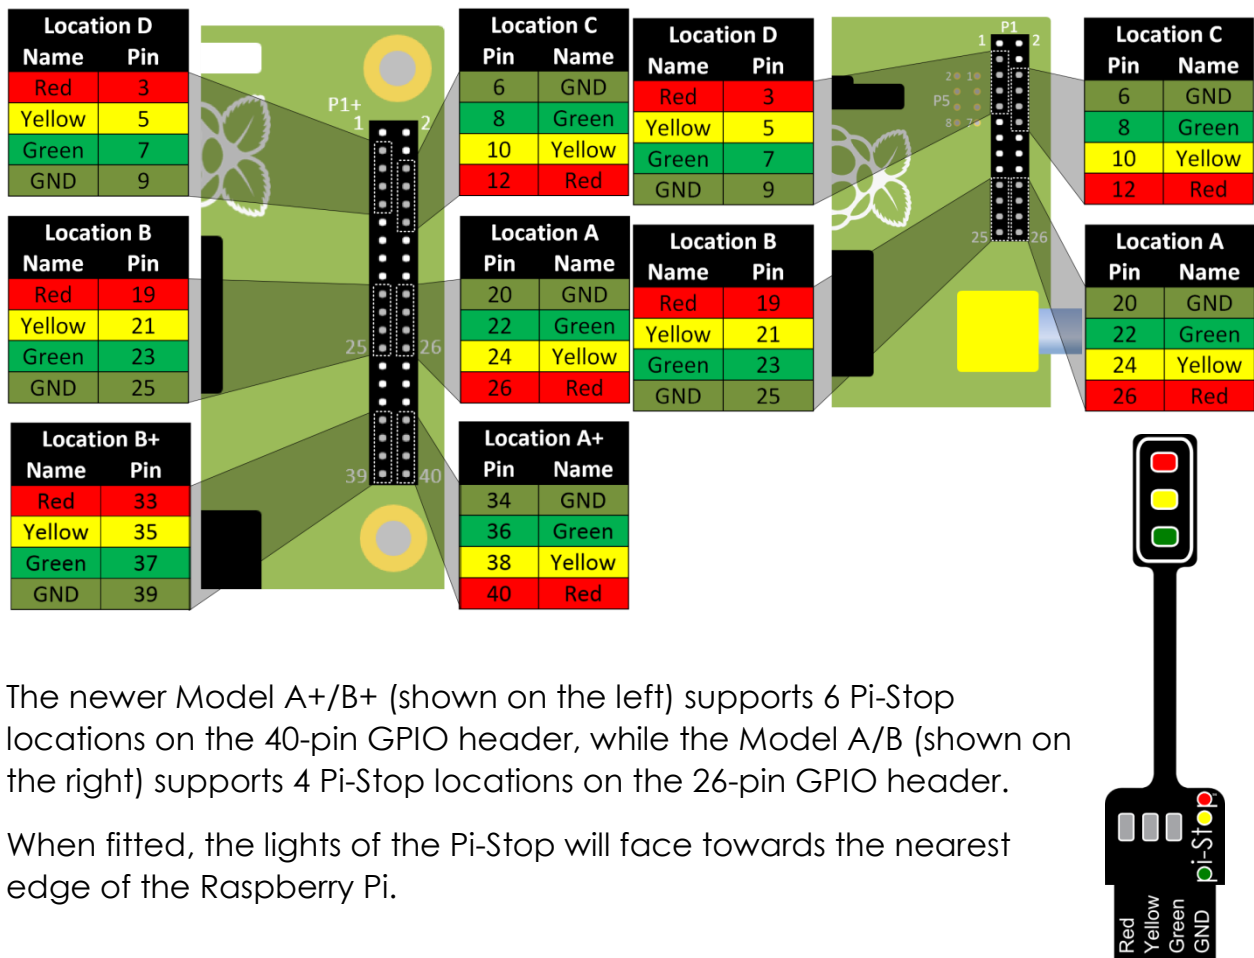 Location D
Name Pin
Red 3
Yellow 5
Green 7
GND 9
Location B
Name Pin
Red 19
Yellow 21
Green 23
GND 25
Location B+
Name Pin
Red 33
Yellow 35
Green 37
GND 39
P1+
1 2
25 26
39 40
Location C
Pin Name
6 GND
8 Green
10 Yellow
12 Red
Location A
Pin Name
20 GND
22 Green
24 Yellow
26 Red
Location A+
Pin Name
34 GND
36 Green
38 Yellow
40 Red
Location D
Name Pin
Red 3
Yellow 5
Green 7
GND 9
Location B
Name Pin
Red 19
Yellow 21
Green 23
GND 25
P1
1 2
2 1
P5
8 7
25 26
Location C
Pin Name
6 GND
8 Green
10 Yellow
12 Red
Location A
Pin Name
20 GND
22 Green
24 Yellow
26 Red
The newer Model A+/B+ (shown on the left) supports 6 Pi-Stop
locations on the 40-pin GPIO header, while the Model A/B (shown on
the right) supports 4 Pi-Stop locations on the 26-pin GPIO header.
When fitted, the lights of the Pi-Stop will face towards the nearest
edge of the Raspberry Pi.
pi-Stop
Red
Yellow
Green
GND